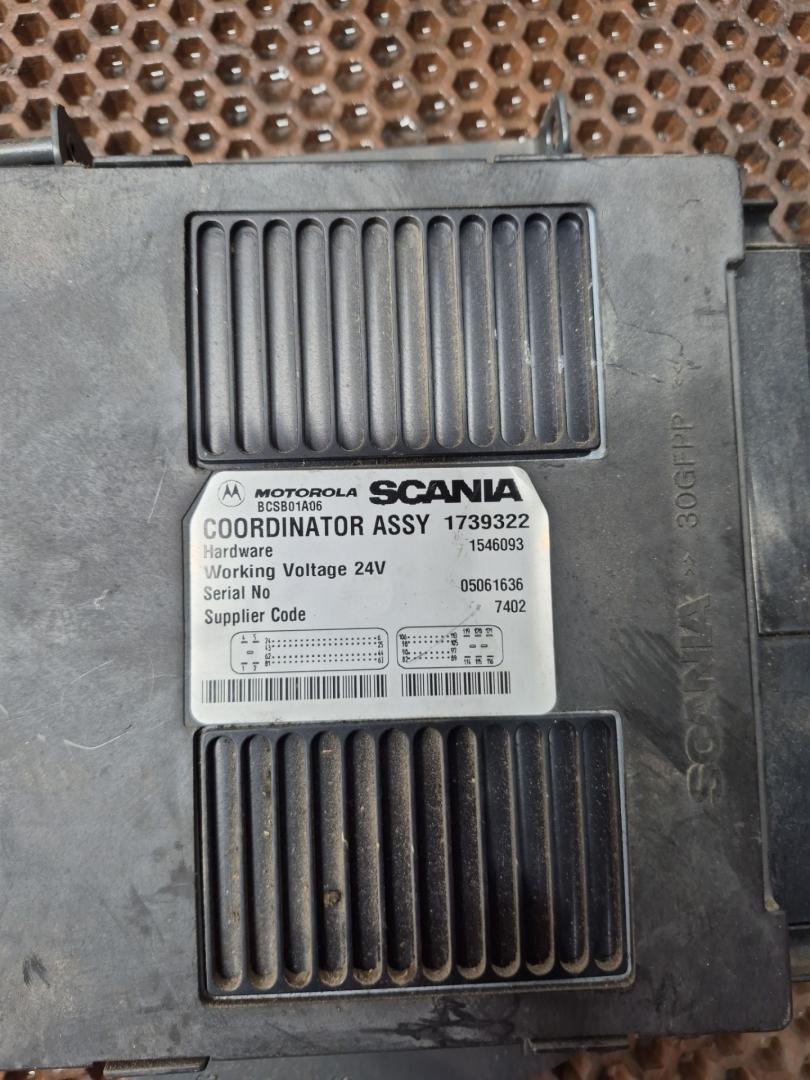 MOTOROLA SCANIA
BCSB01A06
COORDINATOR ASSY 1739322
Hardware 1546093
Working Voltage 24V
Serial No 05061636
Supplier Code 7402
SCANIA >> 30GFPP <<